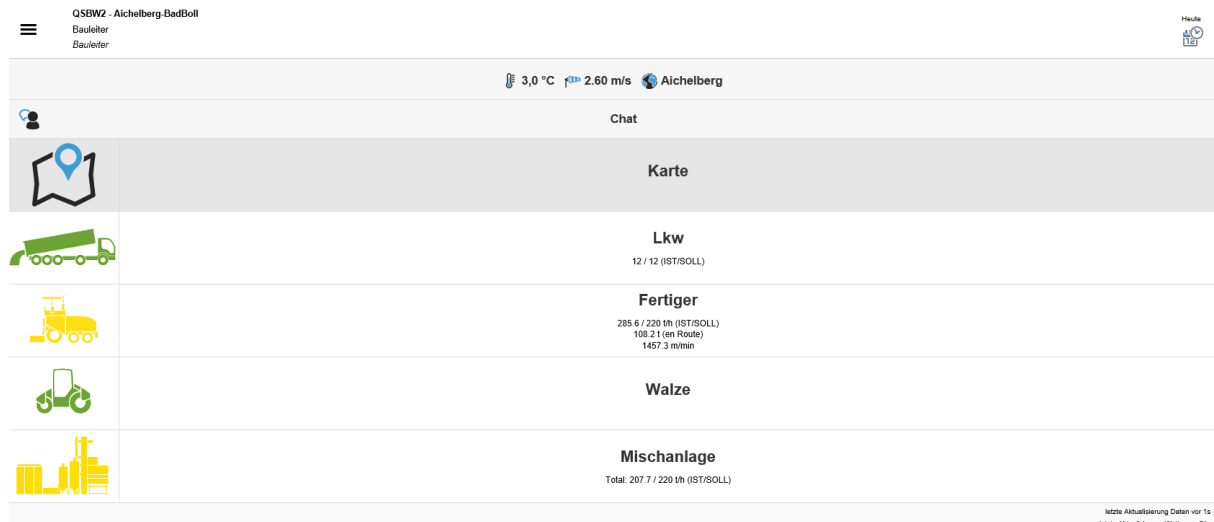 QSBW2 - Aichelberg-BadBoll
Bauleiter
Bauleiter
Heute
12
3,0 °C 2.60 m/s Aichelberg
Chat
Karte
Lkw
12 / 12 (IST/SOLL)
Fertiger
285.6 / 220 t/h (IST/SOLL)
108.2 t (en Route)
1457.3 m/min
Walze
Mischanlage
Total: 207.7 / 220 t/h (IST/SOLL)
letzte Aktualisierung Daten vor 1s